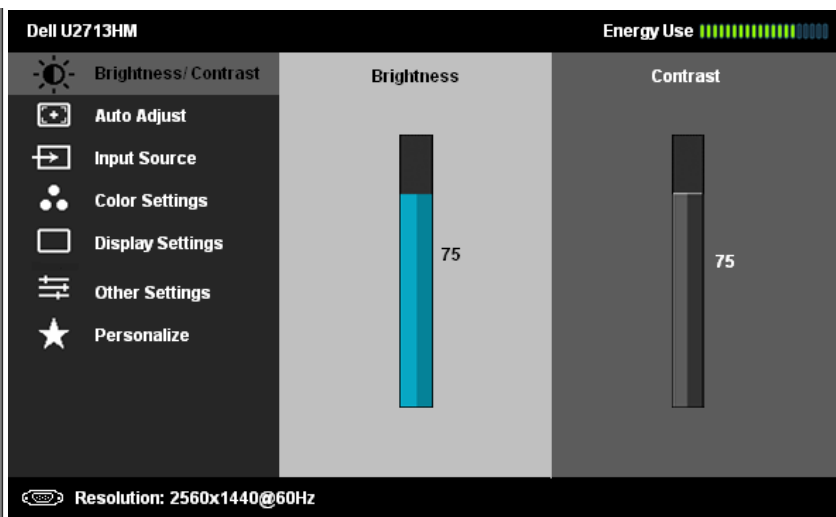 Dell U2713HM
Energy Use
Brightness/Contrast
Auto Adjust
Input Source
Color Settings
Display Settings
Other Settings
Personalize
Brightness
75
Contrast
75
Resolution: 2560x1440@60Hz